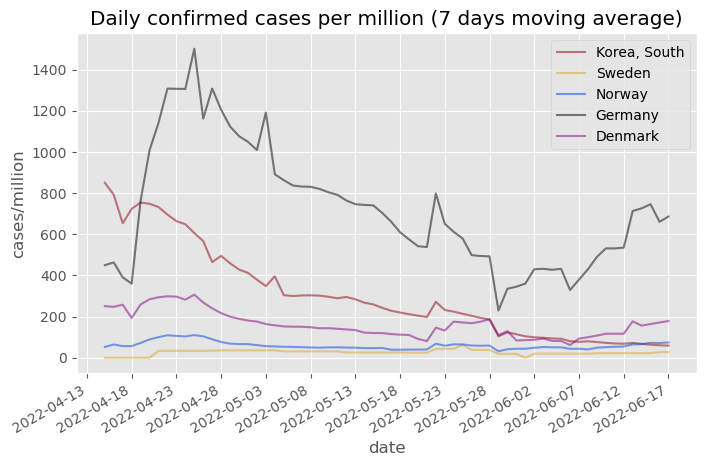 Daily confirmed cases per million (7 days moving average)
Korea, South
Sweden
Norway
Germany
Denmark
cases/million
1400
1200
1000
800
600
400
200
0
2022-04-13
2022-04-18
2022-04-23
2022-04-28
2022-05-03
2022-05-08
2022-05-13
2022-05-18
2022-05-23
2022-05-28
2022-06-02
2022-06-07
2022-06-12
2022-06-17
date